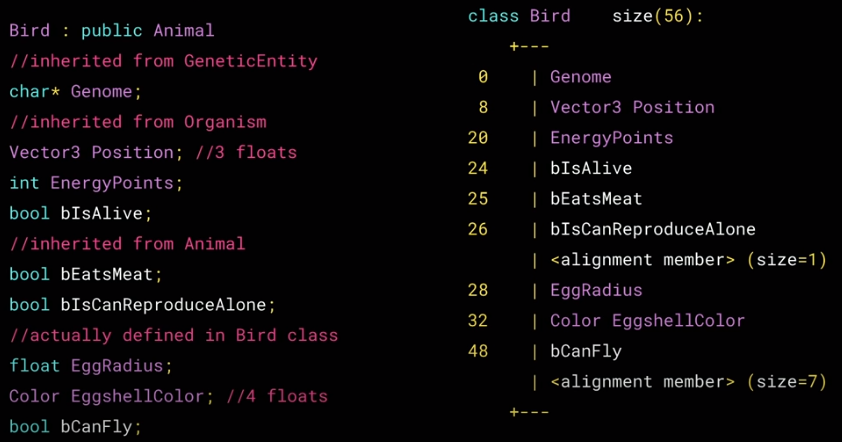 Bird : public Animal
//inherited from GeneticEntity
char* Genome;
//inherited from Organism
Vector3 Position; //3 floats
int EnergyPoints;
bool bIsAlive;
//inherited from Animal
bool bEatsMeat;
bool bIsCanReproduceAlone;
//actually defined in Bird class
float EggRadius;
Color EggshellColor; //4 floats
bool bCanFly;
class Bird    size(56):
+---
0 | Genome
8 | Vector3 Position
20 | EnergyPoints
24 | bIsAlive
25 | bEatsMeat
26 | bIsCanReproduceAlone
| <alignment member> (size=1)
28 | EggRadius
32 | Color EggshellColor
48 | bCanFly
| <alignment member> (size=7)
+---